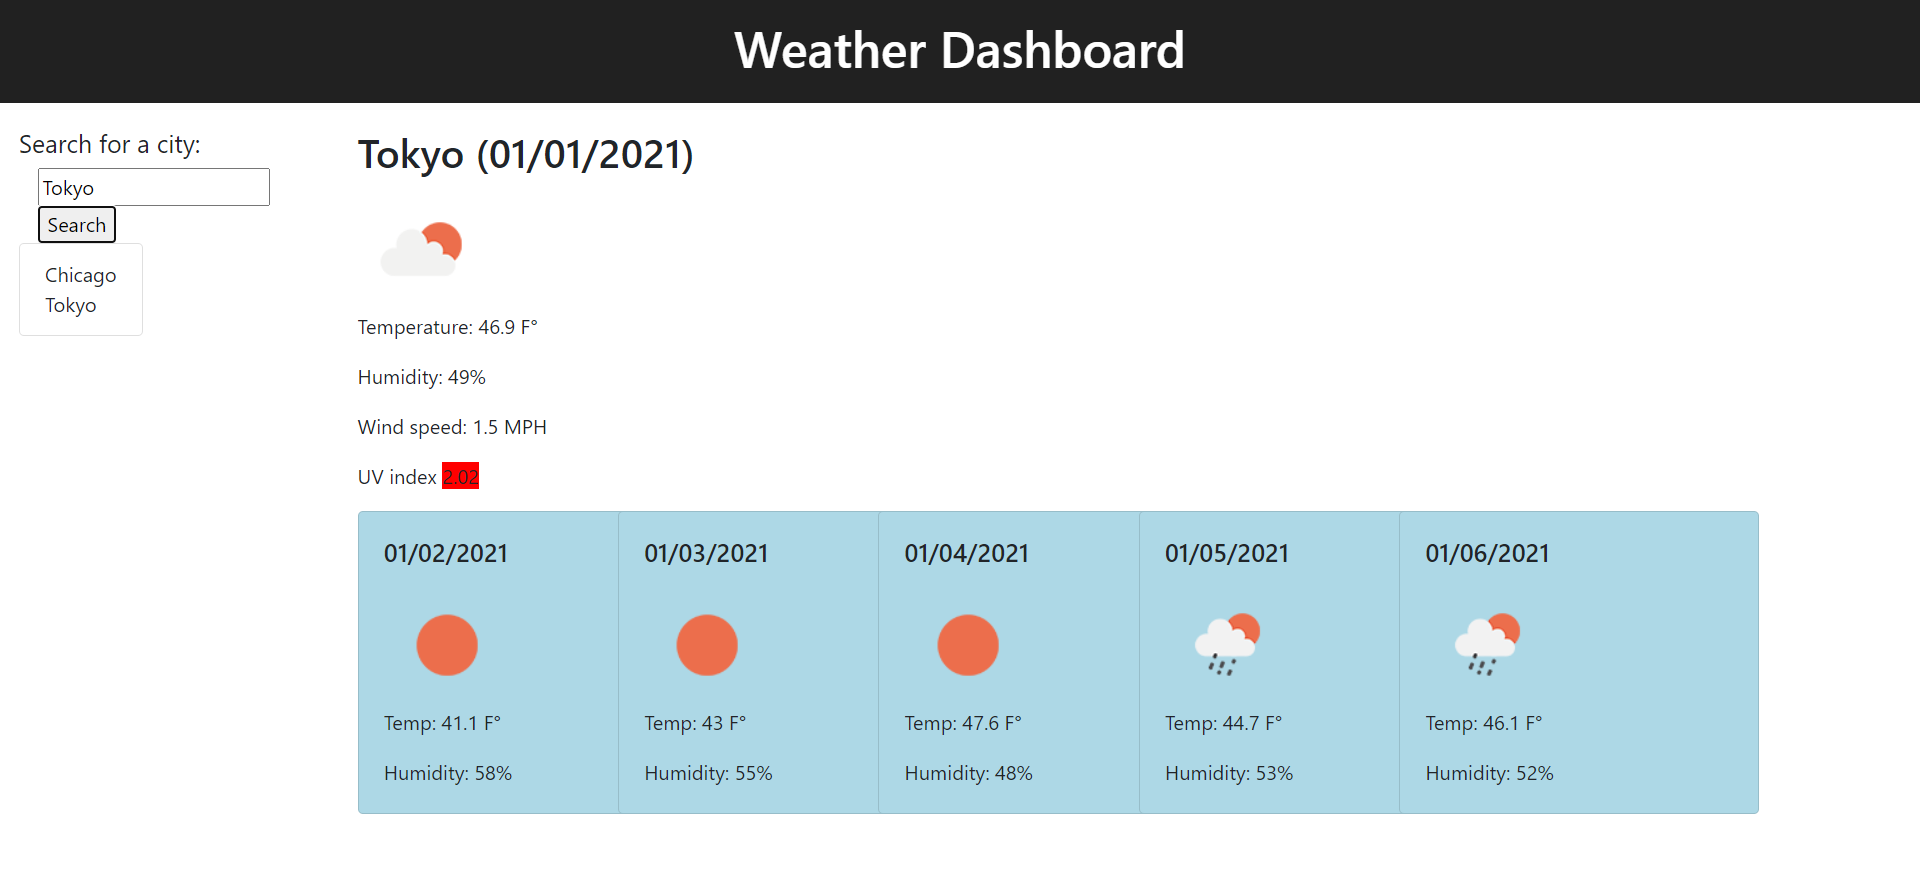 Weather Dashboard
Search for a city:
Tokyo
Search
Chicago
Tokyo
Tokyo (01/01/2021)
Temperature: 46.9 F°
Humidity: 49%
Wind speed: 1.5 MPH
UV index 2.02
01/02/2021
Temp: 41.1 F°
Humidity: 58%
01/03/2021
Temp: 43 F°
Humidity: 55%
01/04/2021
Temp: 47.6 F°
Humidity: 48%
01/05/2021
Temp: 44.7 F°
Humidity: 53%
01/06/2021
Temp: 46.1 F°
Humidity: 52%